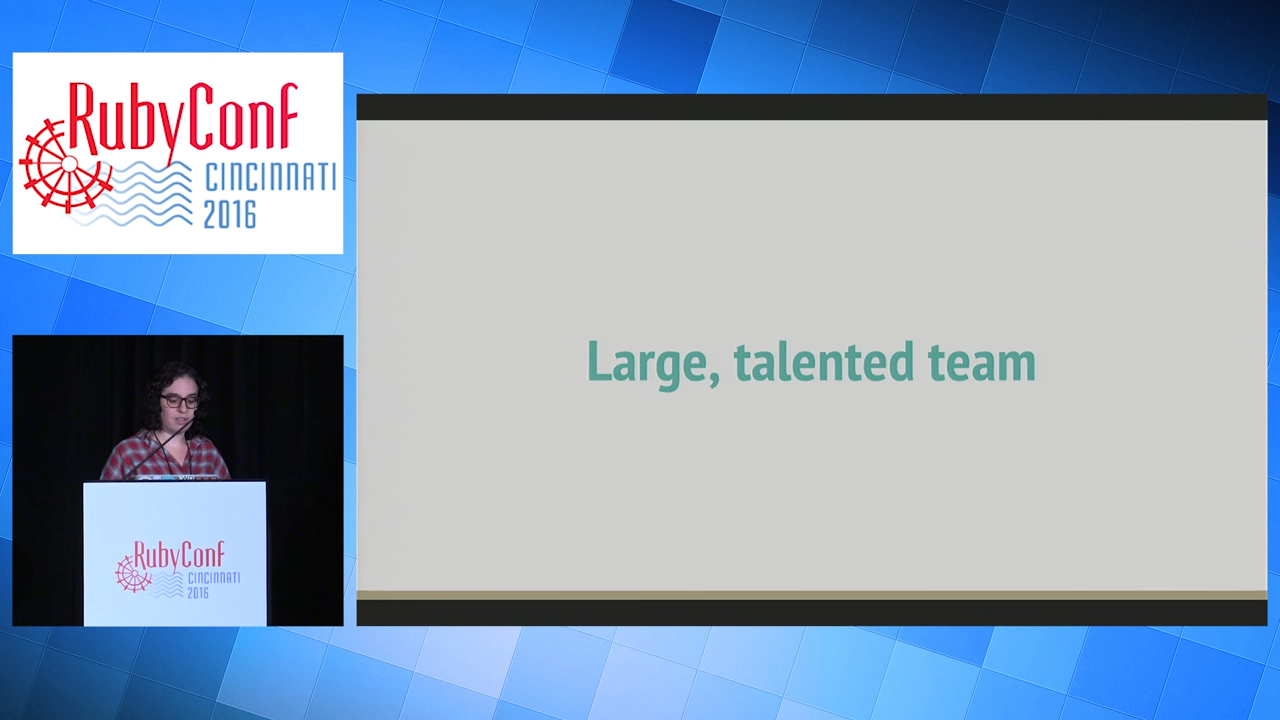 RubyConf
CINCINNATI
2016
Large, talented team
RubyConf
CINCINNATI
2016